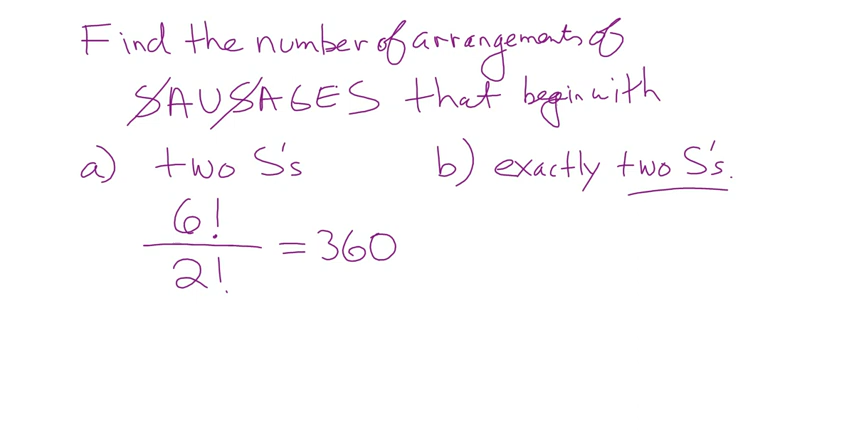 Find the number of arrangements of
SAUSAGES that begin with
a) two S's
b) exactly two S's.
6!
2!
= 360